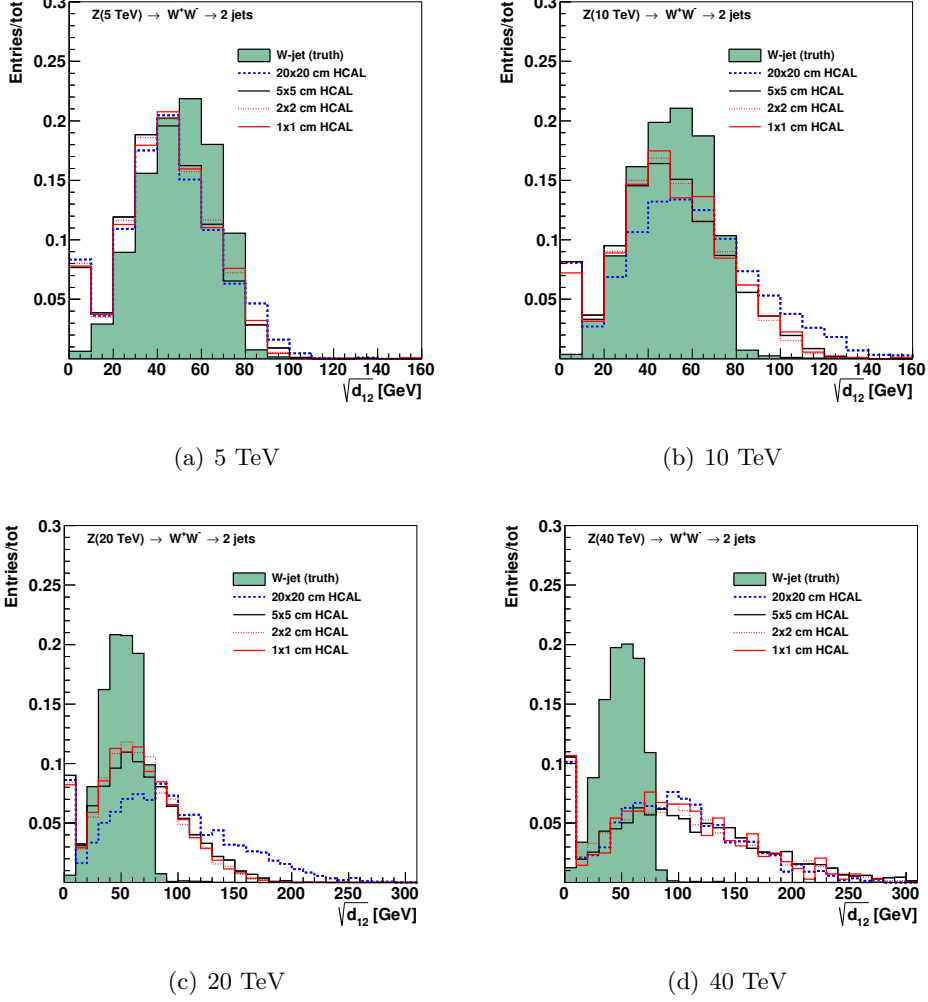 Entries/tot
Z(5 TeV) → W⁺W⁻ → 2 jets
W-jet (truth)
20x20 cm HCAL
5x5 cm HCAL
2x2 cm HCAL
1x1 cm HCAL
0.3
0.25
0.2
0.15
0.1
0.05
0 20 40 60 80 100 120 140 160
√d₁₂ [GeV]
(a) 5 TeV
Entries/tot
Z(10 TeV) → W⁺W⁻ → 2 jets
W-jet (truth)
20x20 cm HCAL
5x5 cm HCAL
2x2 cm HCAL
1x1 cm HCAL
0.3
0.25
0.2
0.15
0.1
0.05
0 20 40 60 80 100 120 140 160
√d₁₂ [GeV]
(b) 10 TeV
Entries/tot
Z(20 TeV) → W⁺W⁻ → 2 jets
W-jet (truth)
20x20 cm HCAL
5x5 cm HCAL
2x2 cm HCAL
1x1 cm HCAL
0.3
0.25
0.2
0.15
0.1
0.05
0 50 100 150 200 250 300
√d₁₂ [GeV]
(c) 20 TeV
Entries/tot
Z(40 TeV) → W⁺W⁻ → 2 jets
W-jet (truth)
20x20 cm HCAL
5x5 cm HCAL
2x2 cm HCAL
1x1 cm HCAL
0.3
0.25
0.2
0.15
0.1
0.05
0 50 100 150 200 250 300
√d₁₂ [GeV]
(d) 40 TeV